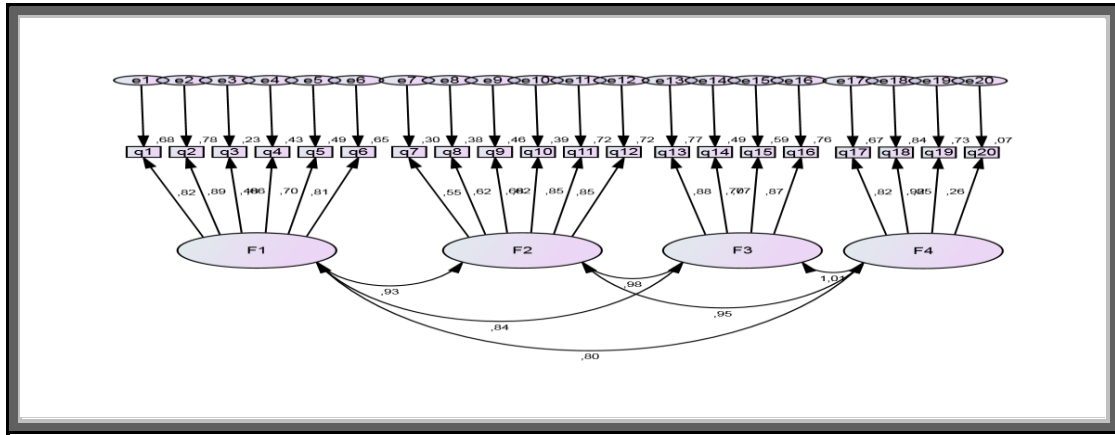 e1 e2 e3 e4 e5 e6 e7 e8 e9 e10 e11 e12 e13 e14 e15 e16 e17 e18 e19 e20
,68 ,78 ,23 ,43 ,49 ,65 ,30 ,38 ,46 ,39 ,72 ,72 ,77 ,49 ,59 ,76 ,67 ,84 ,73 ,07
q1 q2 q3 q4 q5 q6 q7 q8 q9 q10 q11 q12 q13 q14 q15 q16 q17 q18 q19 q20
,82 ,89 ,70 ,81 ,55 ,62 ,85 ,85 ,88 ,87 ,82 ,26
F1 F2 F3 F4
,93 ,98 1,01
,84 ,95
,80